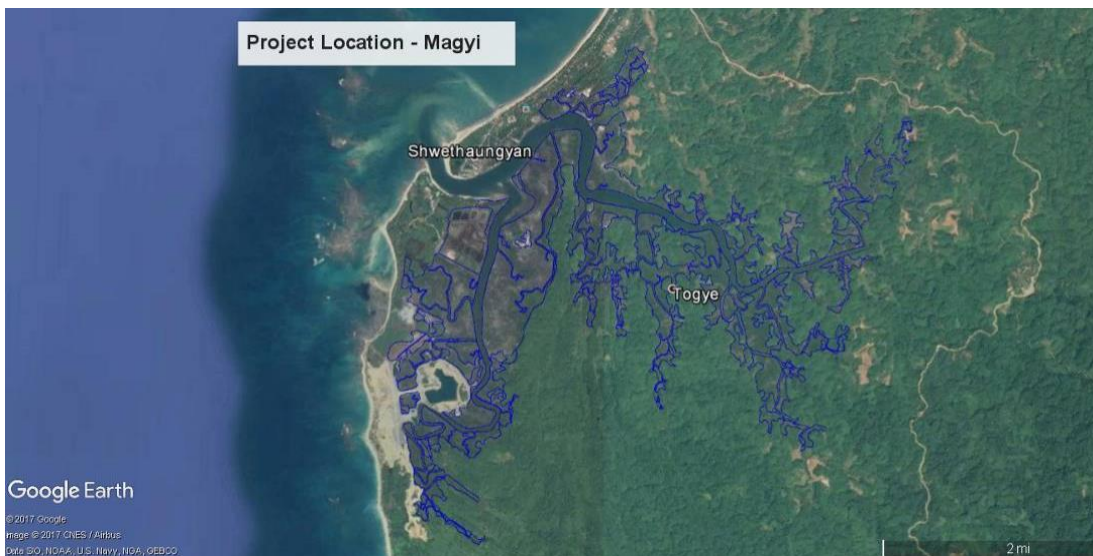 Project Location - Magyi
Shwethaungyan
Togye
Google Earth
© 2017 Google
Image © 2017 CNES / Airbus
Data SIO, NOAA, U.S. Navy, NGA, GEBCO
2 mi